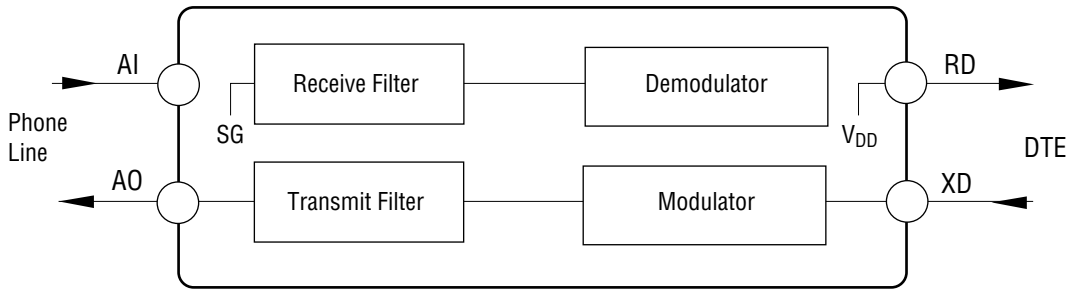 AI
Receive Filter
Demodulator
RD
SG
V_DD
Phone
Line
DTE
AO
Transmit Filter
Modulator
XD